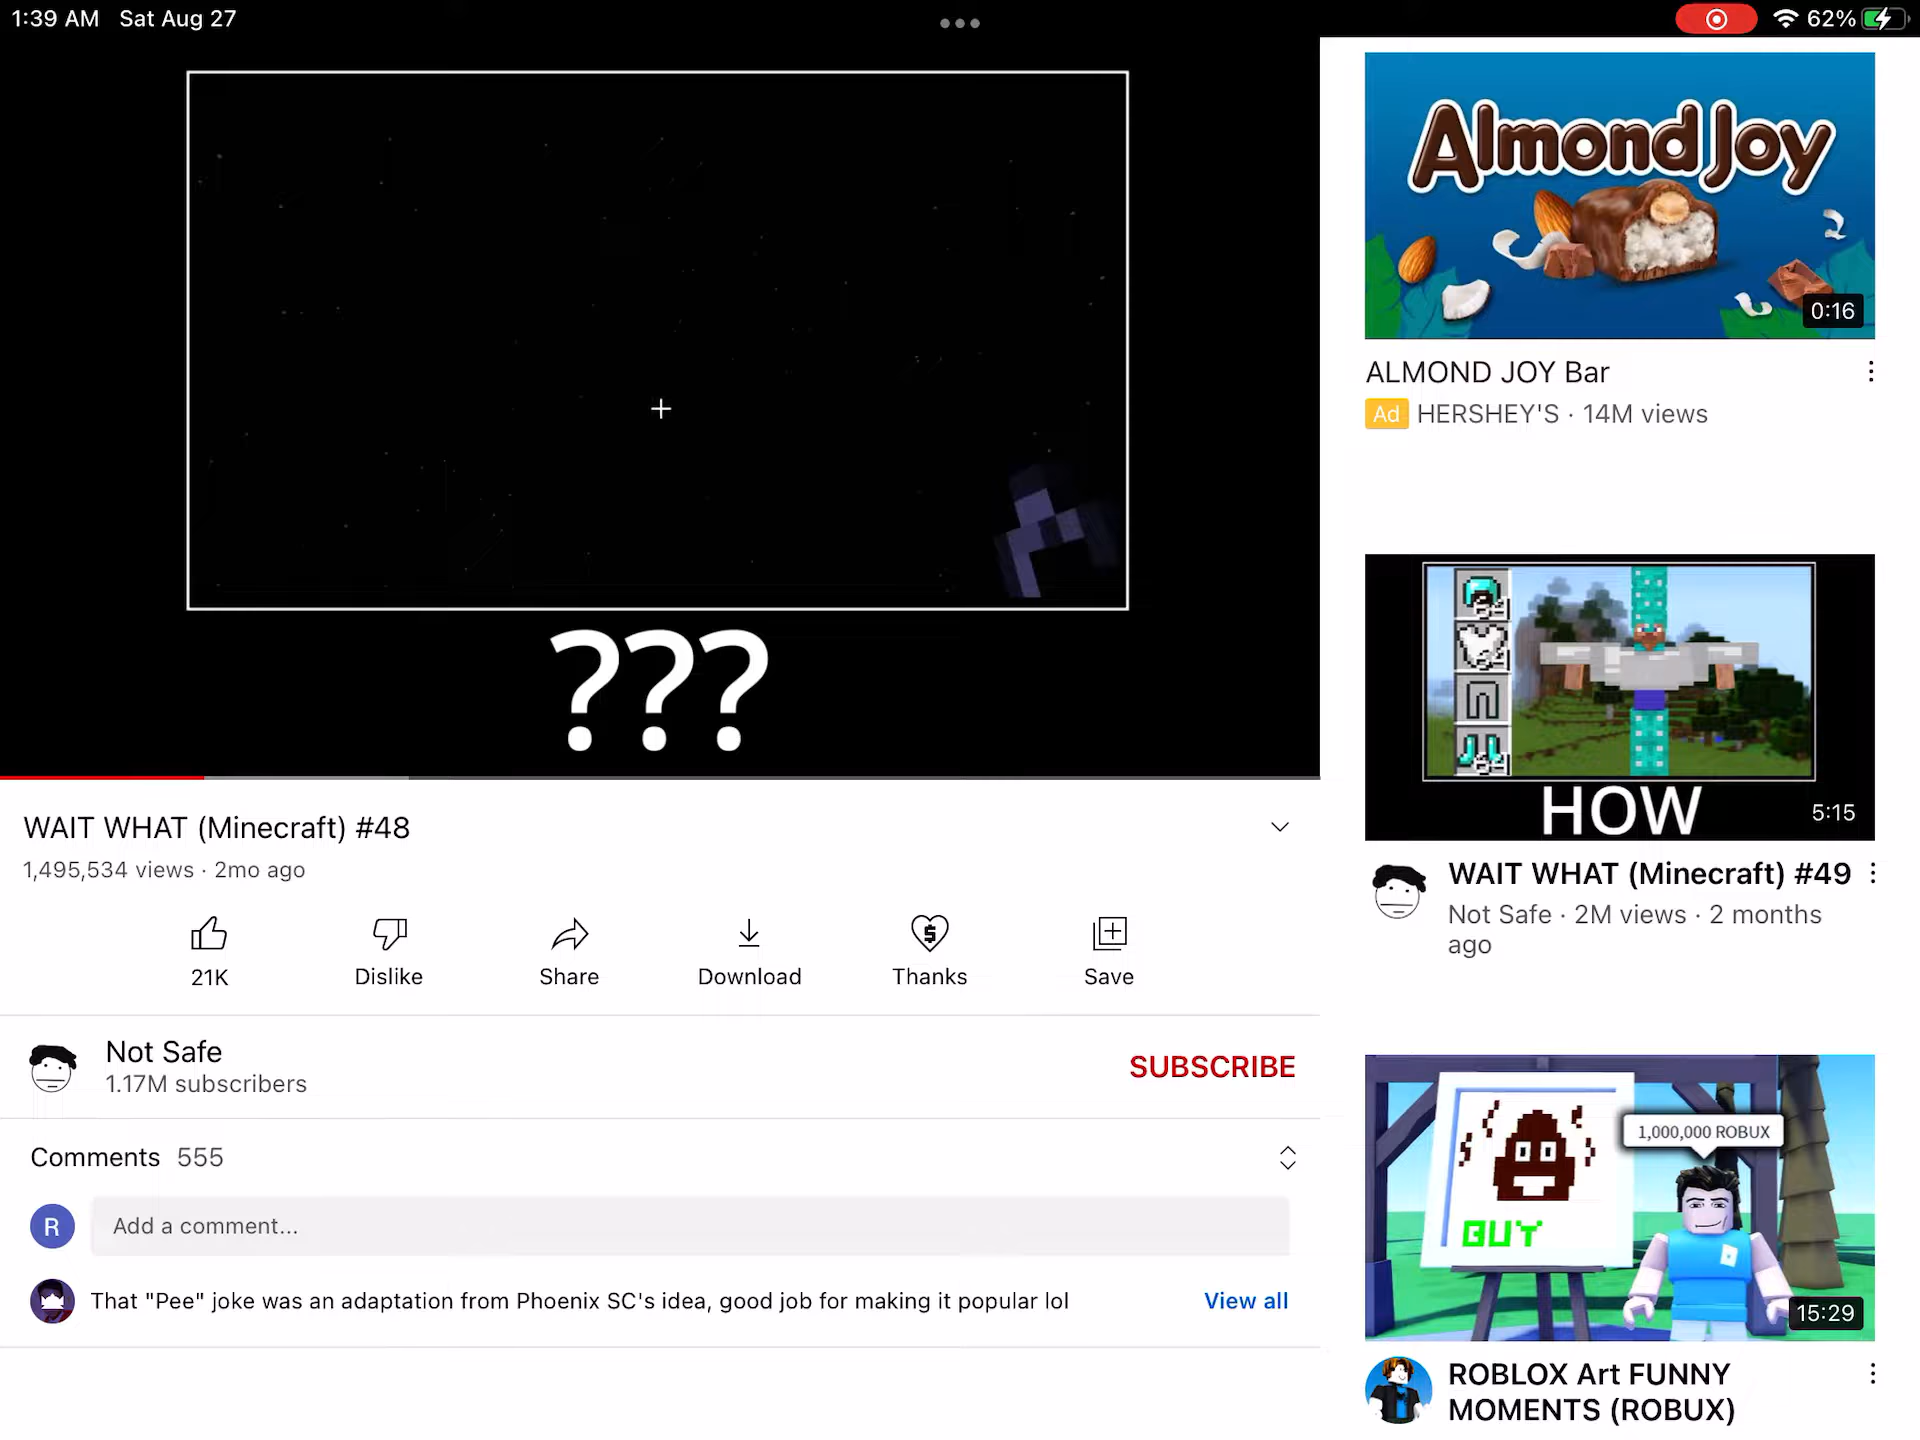 1:39 AM Sat Aug 27
62%
???
WAIT WHAT (Minecraft) #48
1,495,534 views · 2mo ago
21K
Dislike
Share
Download
Thanks
Save
Not Safe
1.17M subscribers
SUBSCRIBE
Comments 555
R
Add a comment...
That "Pee" joke was an adaptation from Phoenix SC's idea, good job for making it popular lol
View all
Almond Joy
0:16
ALMOND JOY Bar
Ad HERSHEY'S · 14M views
HOW
5:15
WAIT WHAT (Minecraft) #49
Not Safe · 2M views · 2 months
ago
1,000,000 ROBUX
BUY
15:29
ROBLOX Art FUNNY
MOMENTS (ROBUX)